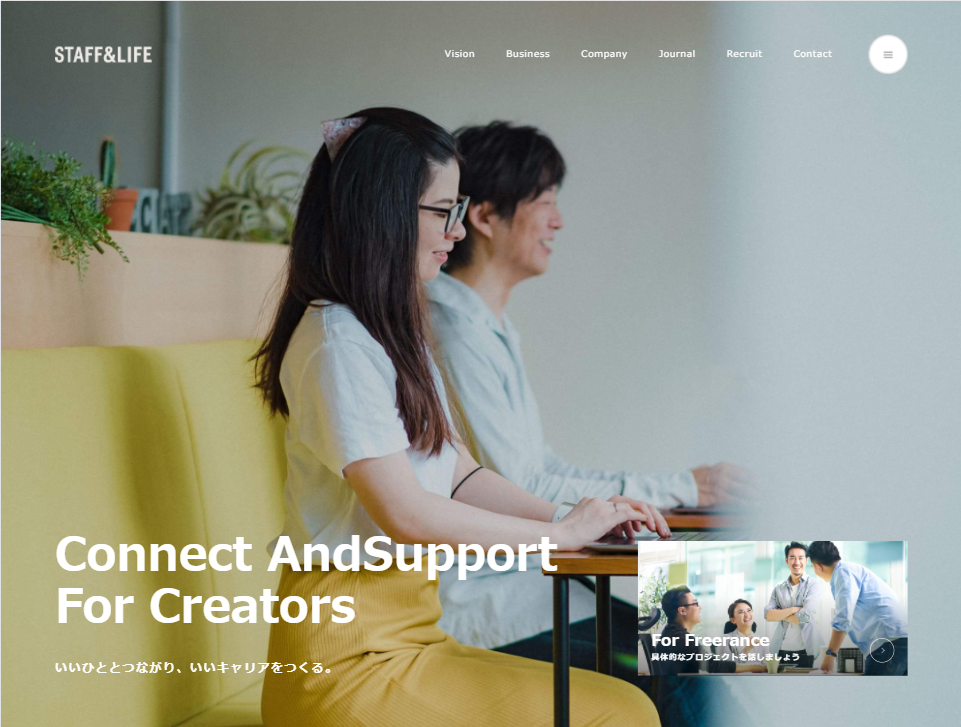 STAFF&LIFE
Vision Business Company Journal Recruit Contact
Connect AndSupport
For Creators
いいひととつながり、いいキャリアをつくる。
For Freerance
具体的なプロジェクトを話しましょう